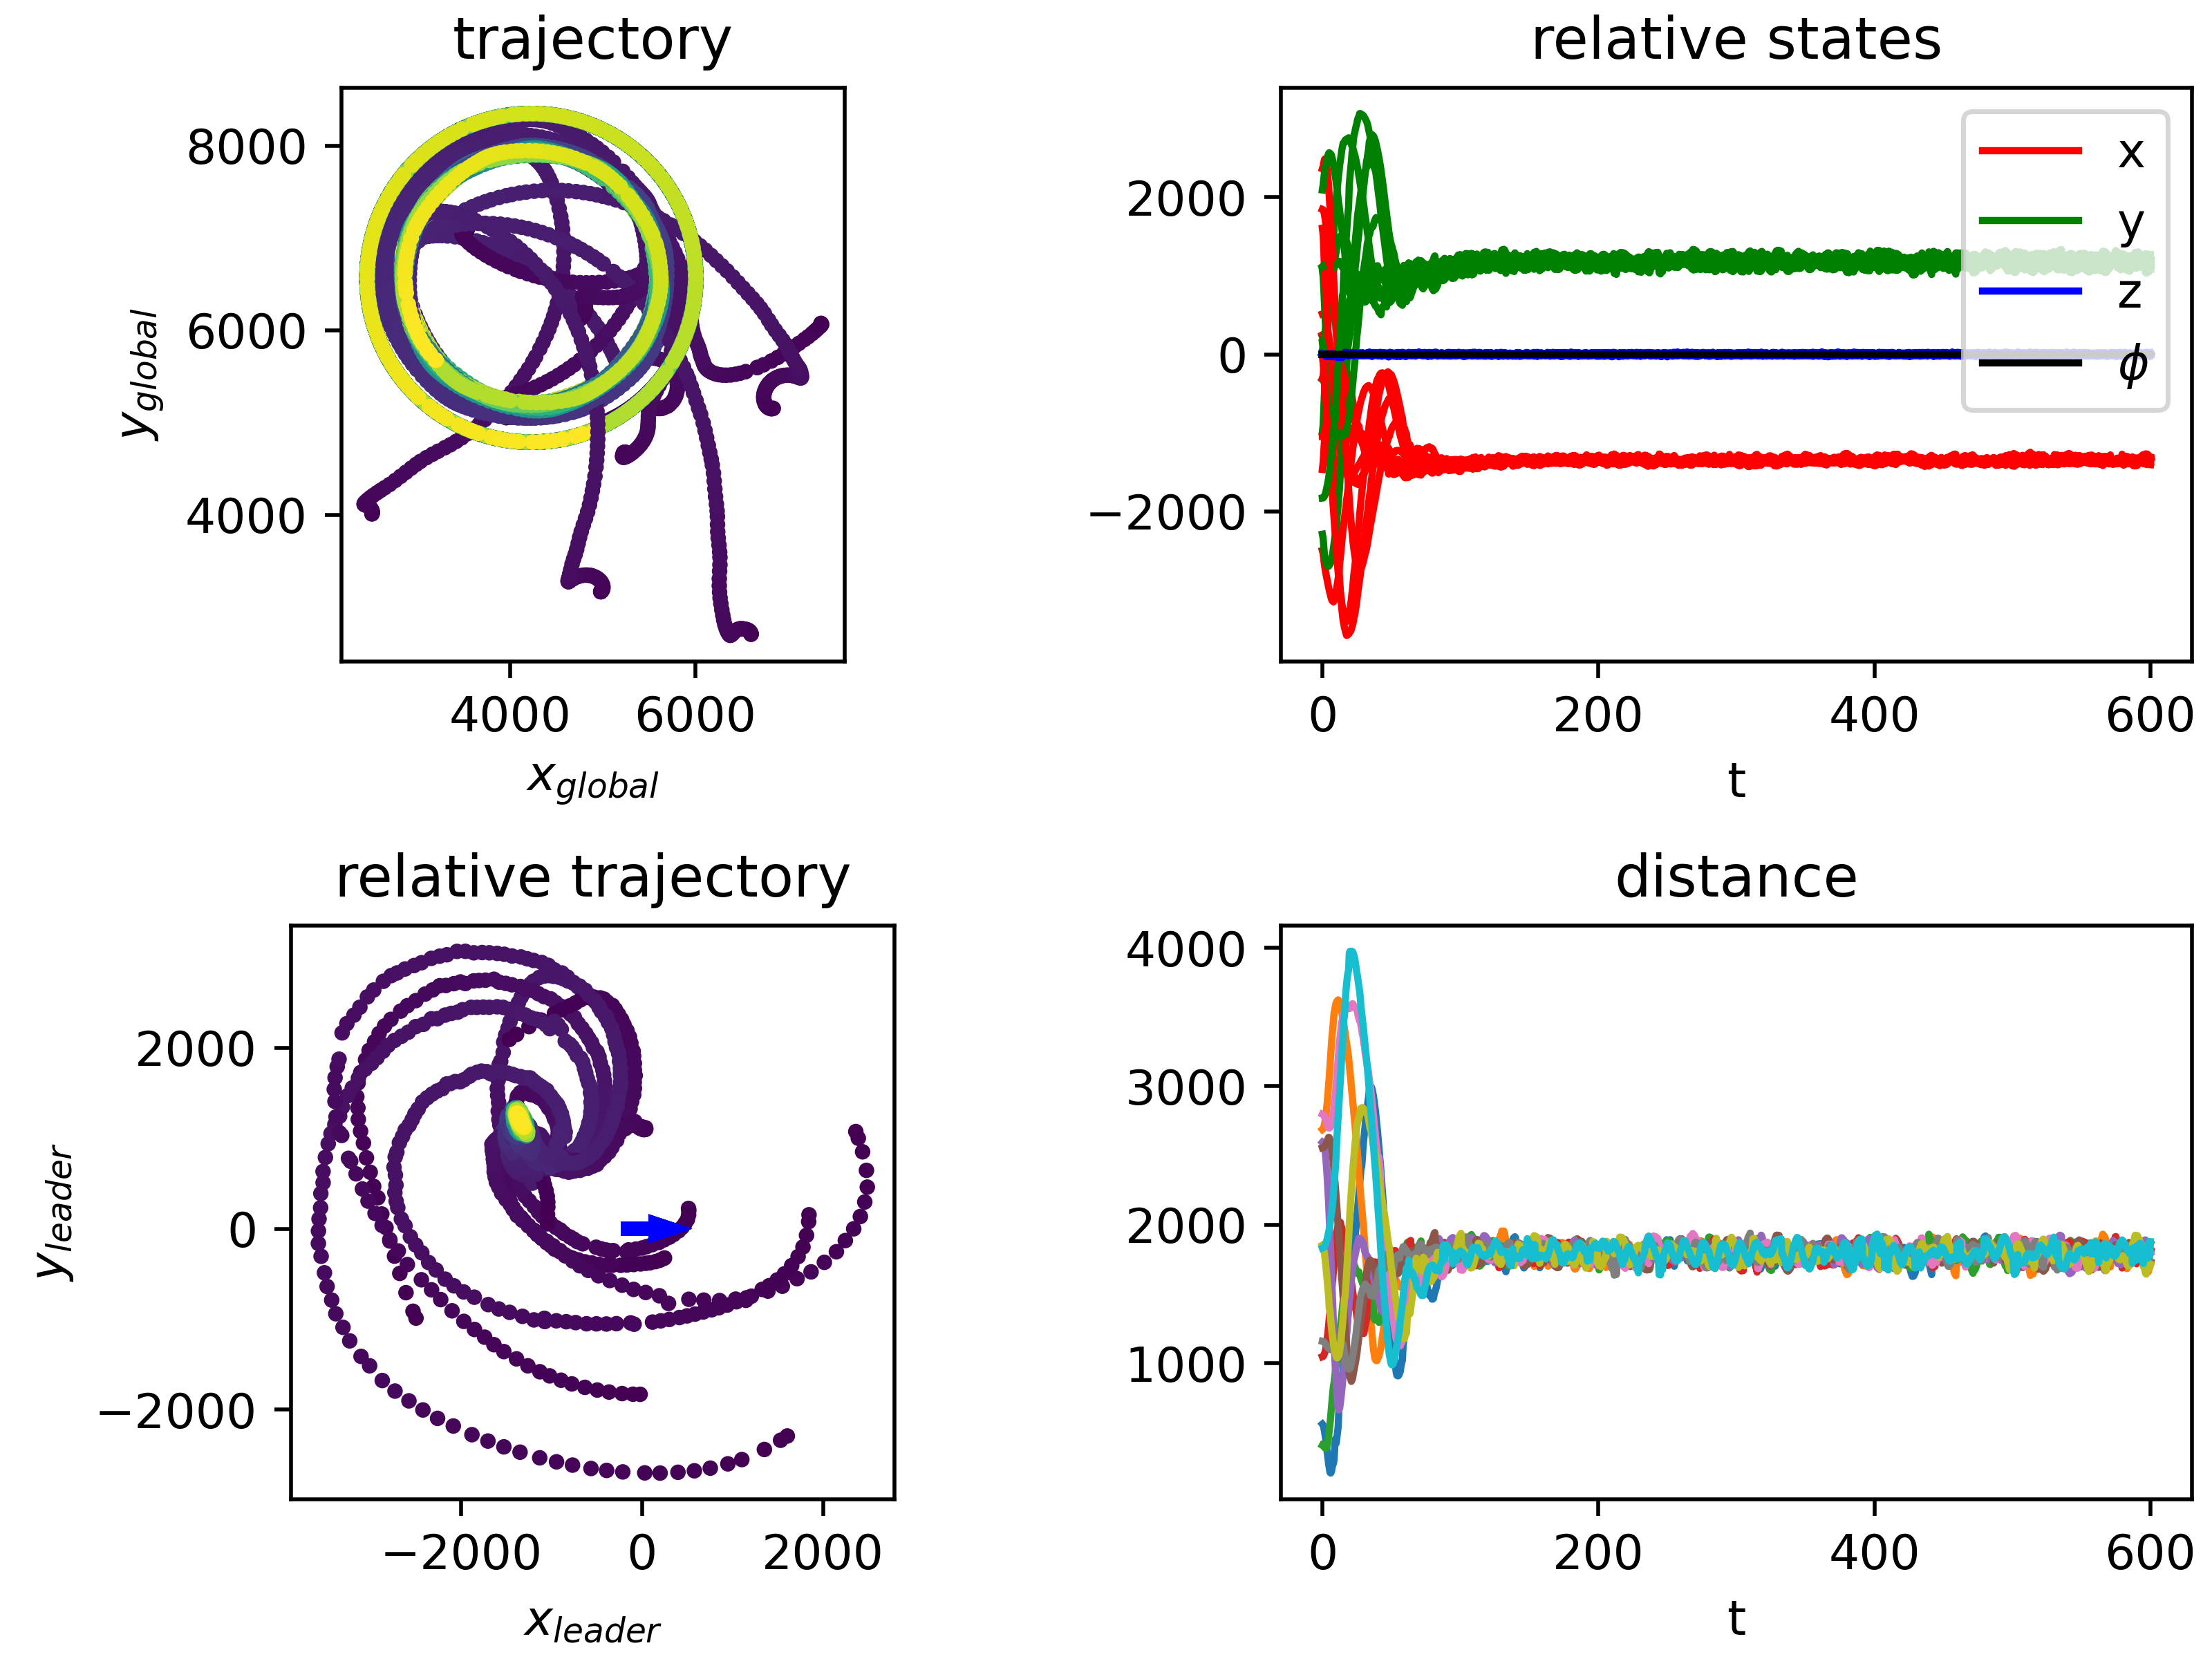 trajectory
8000
6000
4000
y_global
4000 6000
x_global
relative states
2000
0
−2000
x
y
z
ϕ
0 200 400 600
t
relative trajectory
2000
0
−2000
y_leader
−2000 0 2000
x_leader
distance
4000
3000
2000
1000
0 200 400 600
t